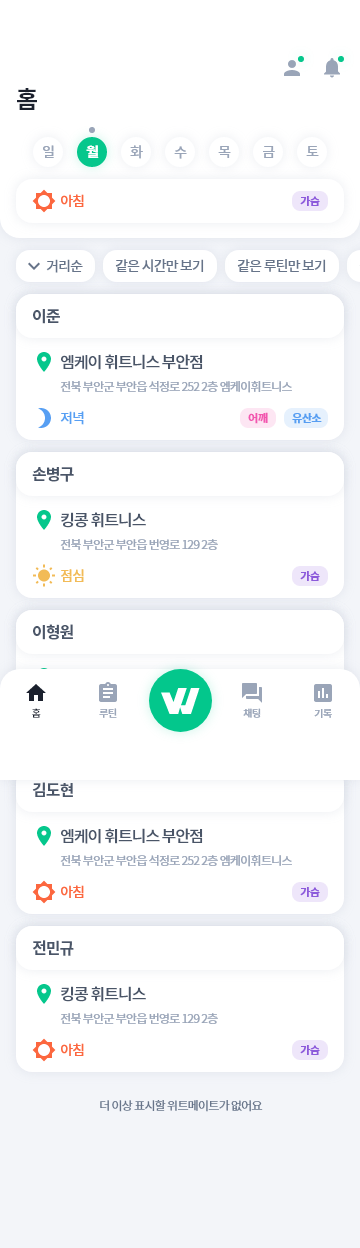 홈
일 월 화 수 목 금 토
아침 가슴
거리순 같은 시간만 보기 같은 루틴만 보기
이준
엠케이 휘트니스 부안점
전북 부안군 부안읍 석정로 252 2층 엠케이휘트니스
저녁 어깨 유산소
손병구
킹콩 휘트니스
전북 부안군 부안읍 번영로 129 2층
점심 가슴
이형원
홈 루틴 채팅 기록
김도현
엠케이 휘트니스 부안점
전북 부안군 부안읍 석정로 252 2층 엠케이휘트니스
아침 가슴
전민규
킹콩 휘트니스
전북 부안군 부안읍 번영로 129 2층
아침 가슴
더 이상 표시할 위트메이트가 없어요